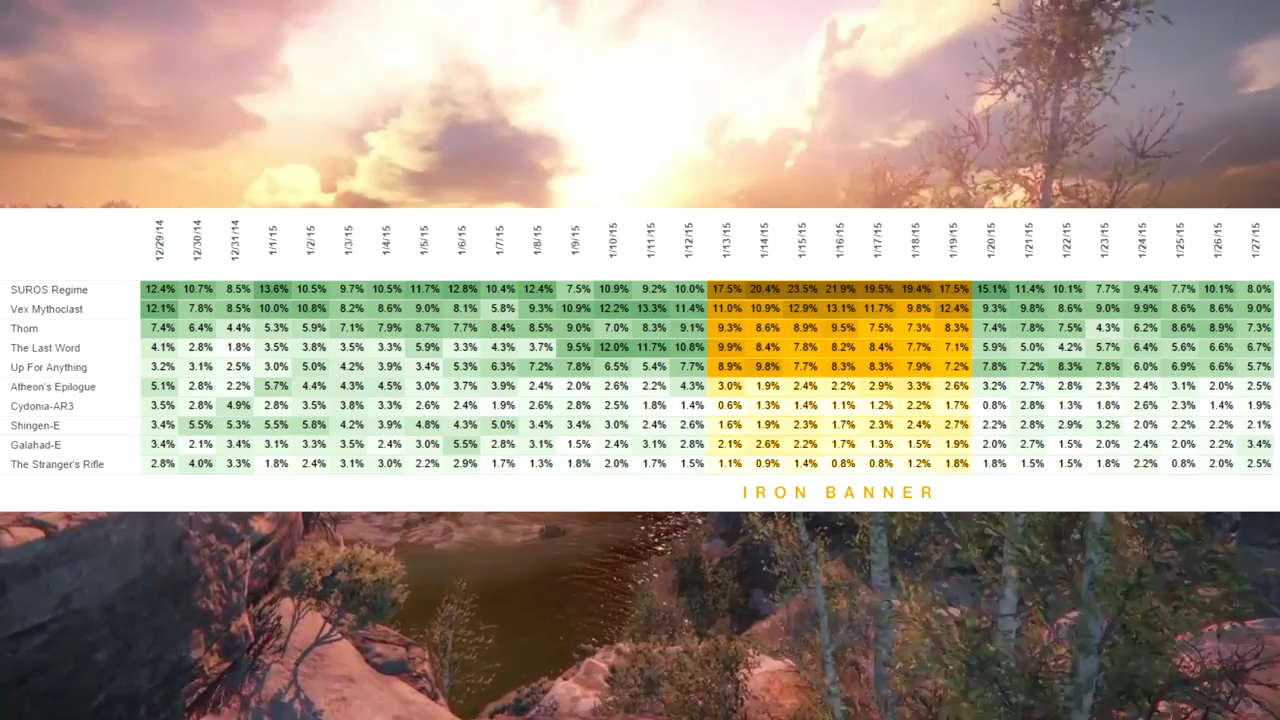 12/29/14 12/30/14 12/31/14 1/1/15 1/2/15 1/3/15 1/4/15 1/5/15 1/6/15 1/7/15 1/8/15 1/9/15 1/10/15 1/11/15 1/12/15 1/13/15 1/14/15 1/15/15 1/16/15 1/17/15 1/18/15 1/19/15 1/20/15 1/21/15 1/22/15 1/23/15 1/24/15 1/25/15 1/26/15 1/27/15
SUROS Regime 12.4% 10.7% 8.5% 13.6% 10.5% 9.7% 10.5% 11.7% 12.8% 10.4% 12.4% 7.5% 10.9% 9.2% 10.0% 17.5% 20.4% 23.5% 21.9% 19.5% 19.4% 17.5% 15.1% 11.4% 10.1% 7.7% 9.4% 7.7% 10.1% 8.0%
Vex Mythoclast 12.1% 7.8% 8.5% 10.0% 10.8% 8.2% 8.6% 9.0% 8.1% 5.8% 9.3% 10.9% 12.2% 13.3% 11.4% 11.0% 10.9% 12.9% 13.1% 11.7% 9.8% 12.4% 9.3% 9.8% 8.6% 9.0% 9.9% 8.6% 8.6% 9.0%
Thorn 7.4% 6.4% 4.4% 5.3% 5.9% 7.1% 7.9% 8.7% 7.7% 8.4% 8.5% 9.0% 7.0% 8.3% 9.1% 9.3% 8.6% 8.9% 9.5% 7.5% 7.3% 8.3% 7.4% 7.8% 7.5% 4.3% 6.2% 8.6% 8.9% 7.3%
The Last Word 4.1% 2.8% 1.8% 3.5% 3.8% 3.5% 3.3% 5.9% 3.3% 4.3% 3.7% 9.5% 12.0% 11.7% 10.8% 9.9% 8.4% 7.8% 8.2% 8.4% 7.7% 7.1% 5.9% 5.0% 4.2% 5.7% 6.4% 5.6% 6.6% 6.7%
Up For Anything 3.2% 3.1% 2.5% 3.0% 5.0% 4.2% 3.9% 3.4% 5.3% 6.3% 7.2% 7.8% 6.5% 5.4% 7.7% 8.9% 9.8% 7.7% 8.3% 8.3% 7.9% 7.2% 7.8% 7.2% 8.3% 7.8% 6.0% 6.9% 6.6% 5.7%
Atheon's Epilogue 5.1% 2.8% 2.2% 5.7% 4.4% 4.3% 4.5% 3.0% 3.7% 3.9% 2.4% 2.0% 2.6% 2.2% 4.3% 3.0% 1.9% 2.4% 2.2% 2.9% 3.3% 2.6% 3.2% 2.7% 2.8% 2.3% 2.4% 3.1% 2.0% 2.5%
Cydonia-AR3 3.5% 2.8% 4.9% 2.8% 3.5% 3.8% 3.3% 2.6% 2.4% 1.9% 2.6% 2.8% 2.5% 1.8% 1.4% 0.6% 1.3% 1.4% 1.1% 1.2% 2.2% 1.7% 0.8% 2.8% 1.3% 1.8% 2.6% 2.3% 1.4% 1.9%
Shingen-E 3.4% 5.5% 5.3% 5.5% 5.8% 4.2% 3.9% 4.8% 4.3% 5.0% 3.4% 3.4% 3.0% 2.4% 2.6% 1.6% 1.9% 2.3% 1.7% 2.3% 2.4% 2.7% 2.2% 2.8% 2.9% 3.2% 2.0% 2.2% 2.2% 2.1%
Galahad-E 3.4% 2.1% 3.4% 3.1% 3.3% 3.5% 2.4% 3.0% 5.5% 2.8% 3.1% 1.5% 2.4% 3.1% 2.8% 2.1% 2.6% 2.2% 1.7% 1.3% 1.5% 1.9% 2.0% 2.7% 1.5% 2.0% 2.4% 2.0% 2.2% 3.4%
The Stranger's Rifle 2.8% 4.0% 3.3% 1.8% 2.4% 3.1% 3.0% 2.2% 2.9% 1.7% 1.3% 1.8% 2.0% 1.7% 1.5% 1.1% 0.9% 1.4% 0.8% 0.8% 1.2% 1.8% 1.8% 1.5% 1.5% 1.8% 2.2% 0.8% 2.0% 2.5%
IRON BANNER